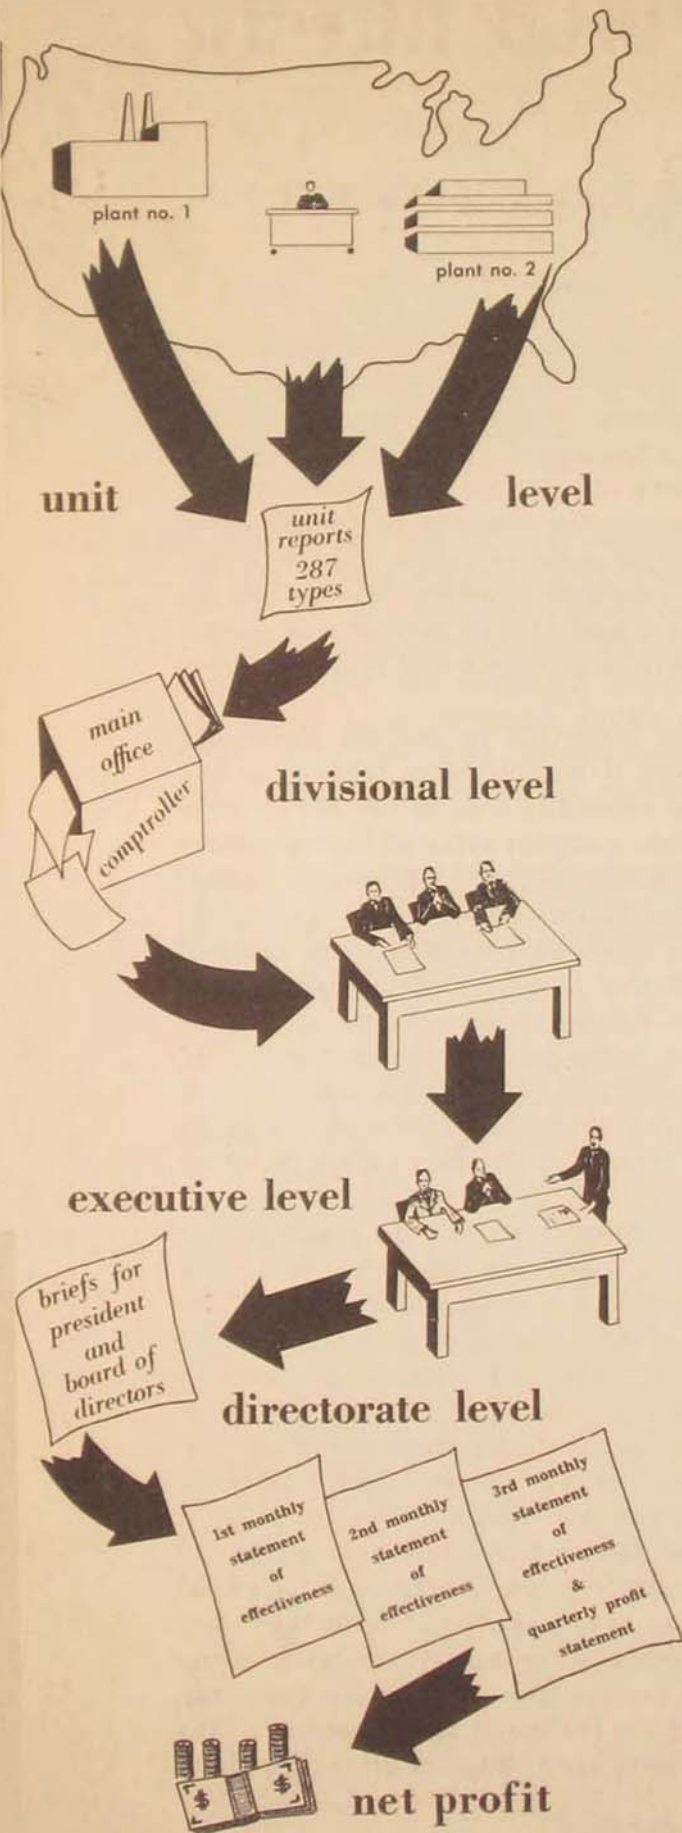 plant no. 1
plant no. 2
unit level
unit
reports
287
types
main
office
comptroller
divisional level
executive level
briefs for
president
and
board of
directors
directorate level
1st monthly
statement
of
effectiveness
2nd monthly
statement
of
effectiveness
3rd monthly
statement
of
effectiveness
&
quarterly profit
statement
$ $
net profit